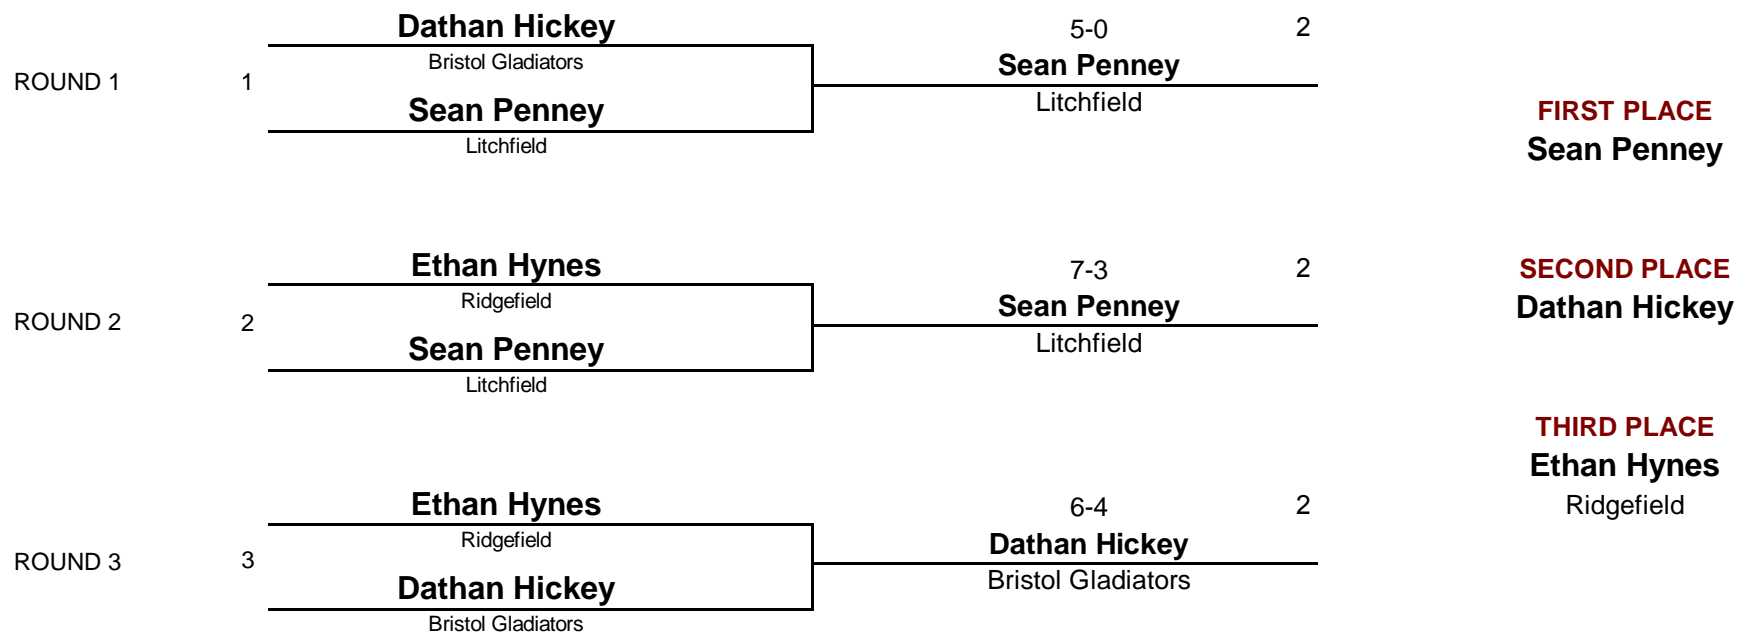 Dathan Hickey
Bristol Gladiators
ROUND 1
1
Sean Penney
Litchfield
5-0
2
Sean Penney
Litchfield
FIRST PLACE
Sean Penney
Ethan Hynes
Ridgefield
ROUND 2
2
Sean Penney
Litchfield
7-3
2
Sean Penney
Litchfield
SECOND PLACE
Dathan Hickey
THIRD PLACE
Ethan Hynes
Ridgefield
Ethan Hynes
Ridgefield
ROUND 3
3
Dathan Hickey
Bristol Gladiators
6-4
2
Dathan Hickey
Bristol Gladiators